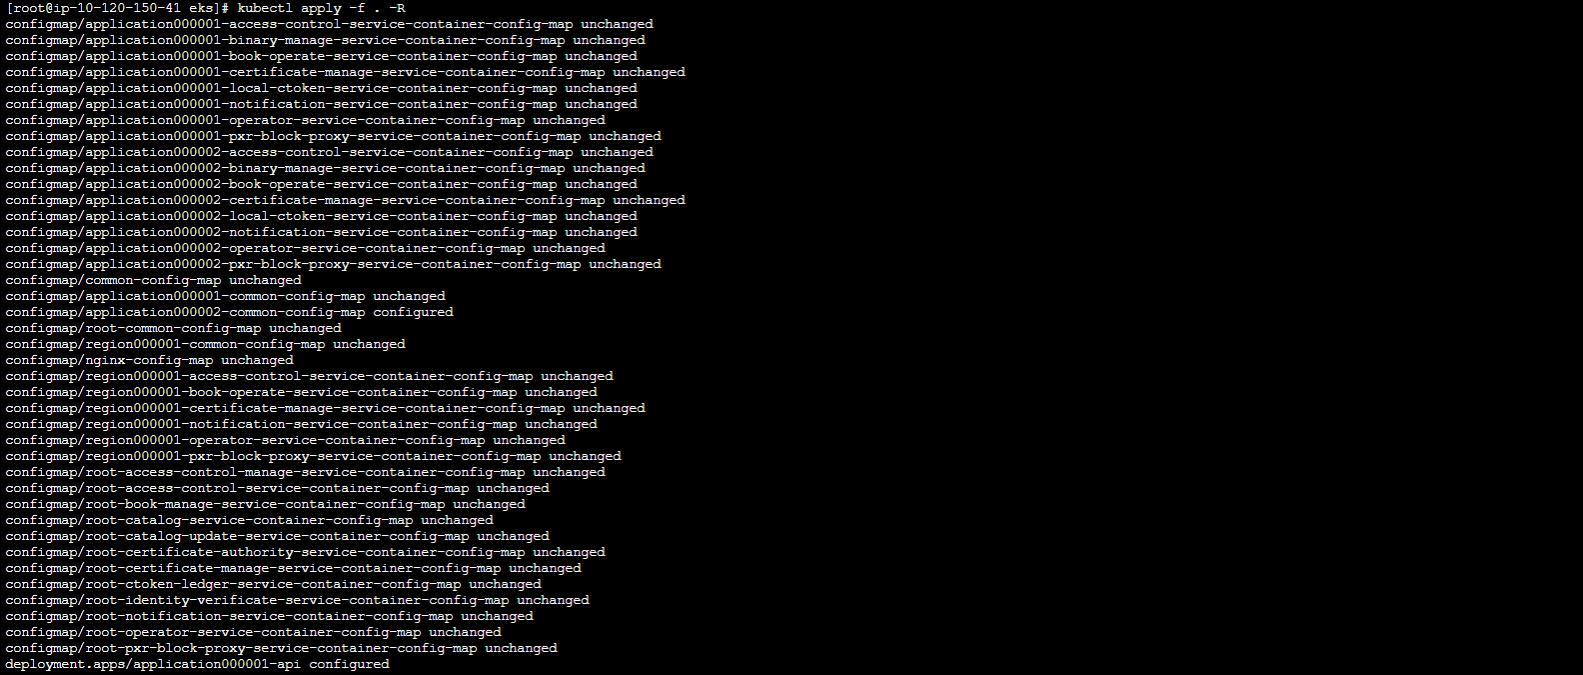 [root@ip-10-120-150-41 eks]# kubectl apply -f . -R
configmap/application000001-access-control-service-container-config-map unchanged
configmap/application000001-binary-manage-service-container-config-map unchanged
configmap/application000001-book-operate-service-container-config-map unchanged
configmap/application000001-certificate-manage-service-container-config-map unchanged
configmap/application000001-local-ctoken-service-container-config-map unchanged
configmap/application000001-notification-service-container-config-map unchanged
configmap/application000001-operator-service-container-config-map unchanged
configmap/application000001-pxr-block-proxy-service-container-config-map unchanged
configmap/application000002-access-control-service-container-config-map unchanged
configmap/application000002-binary-manage-service-container-config-map unchanged
configmap/application000002-book-operate-service-container-config-map unchanged
configmap/application000002-certificate-manage-service-container-config-map unchanged
configmap/application000002-local-ctoken-service-container-config-map unchanged
configmap/application000002-notification-service-container-config-map unchanged
configmap/application000002-operator-service-container-config-map unchanged
configmap/application000002-pxr-block-proxy-service-container-config-map unchanged
configmap/common-config-map unchanged
configmap/application000001-common-config-map unchanged
configmap/application000002-common-config-map configured
configmap/root-common-config-map unchanged
configmap/region000001-common-config-map unchanged
configmap/nginx-config-map unchanged
configmap/region000001-access-control-service-container-config-map unchanged
configmap/region000001-book-operate-service-container-config-map unchanged
configmap/region000001-certificate-manage-service-container-config-map unchanged
configmap/region000001-notification-service-container-config-map unchanged
configmap/region000001-operator-service-container-config-map unchanged
configmap/region000001-pxr-block-proxy-service-container-config-map unchanged
configmap/root-access-control-manage-service-container-config-map unchanged
configmap/root-access-control-service-container-config-map unchanged
configmap/root-book-manage-service-container-config-map unchanged
configmap/root-catalog-service-container-config-map unchanged
configmap/root-catalog-update-service-container-config-map unchanged
configmap/root-certificate-authority-service-container-config-map unchanged
configmap/root-certificate-manage-service-container-config-map unchanged
configmap/root-ctoken-ledger-service-container-config-map unchanged
configmap/root-identity-verificate-service-container-config-map unchanged
configmap/root-notification-service-container-config-map unchanged
configmap/root-operator-service-container-config-map unchanged
configmap/root-pxr-block-proxy-service-container-config-map unchanged
deployment.apps/application000001-api configured